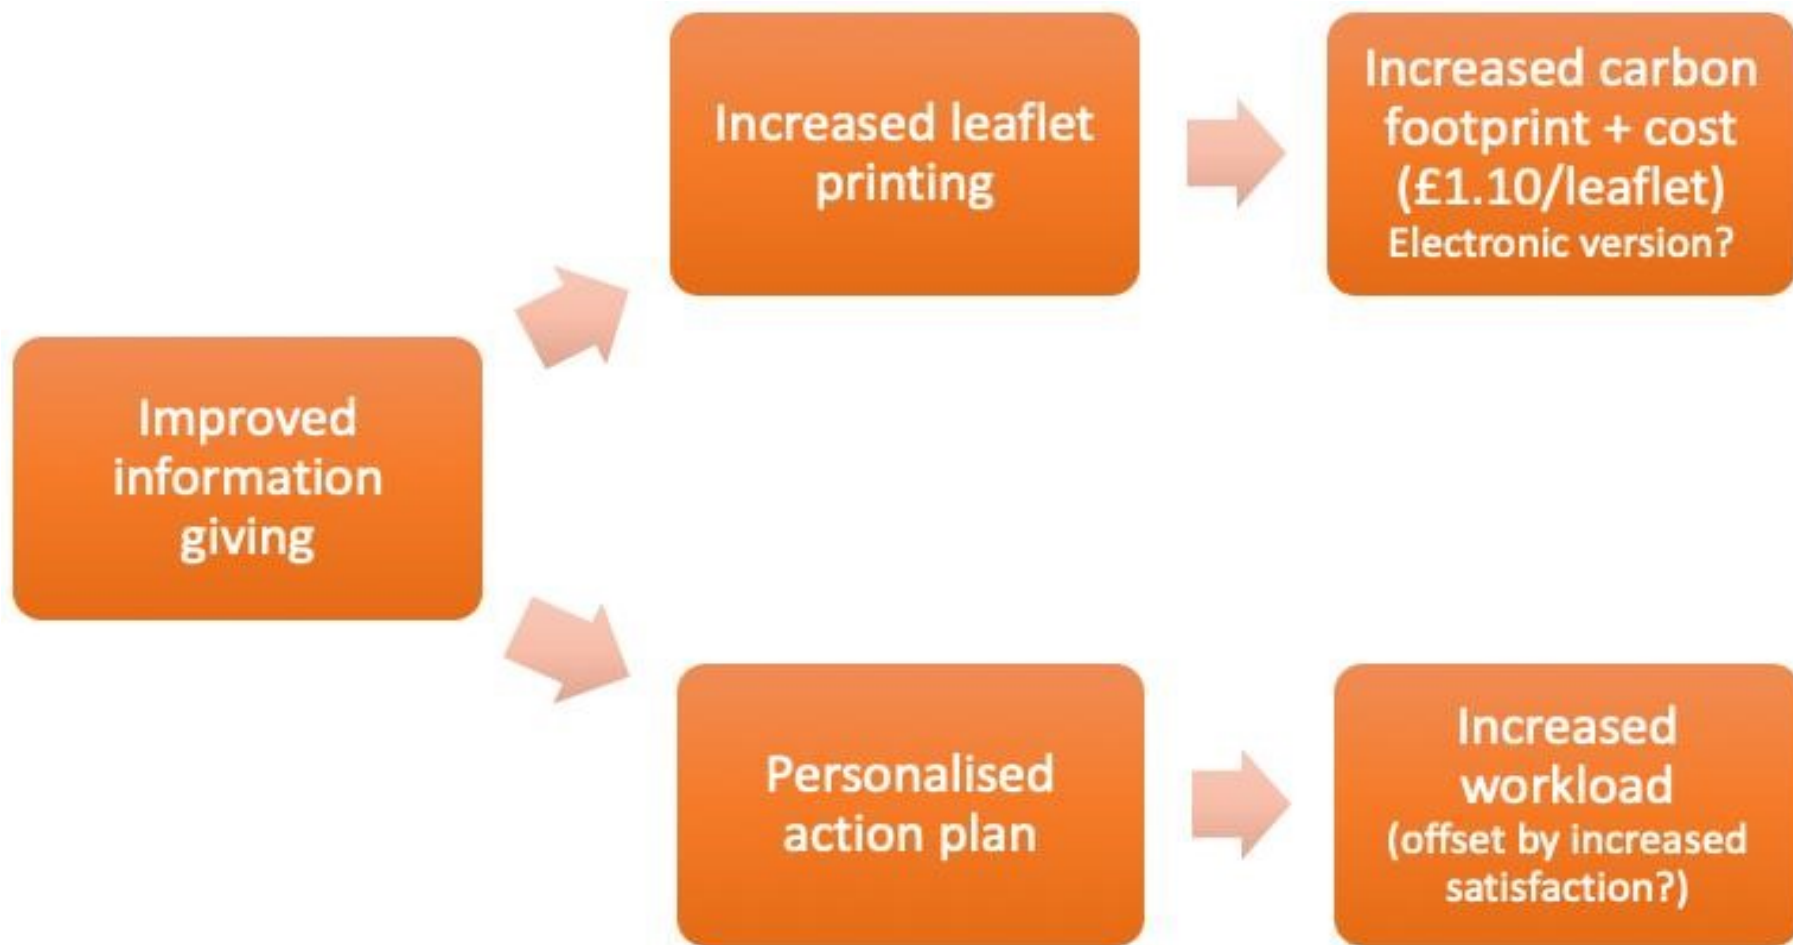 Improved
information
giving
Increased leaflet
printing
Increased carbon
footprint + cost
(£1.10/leaflet)
Electronic version?
Personalised
action plan
Increased
workload
(offset by increased
satisfaction?)